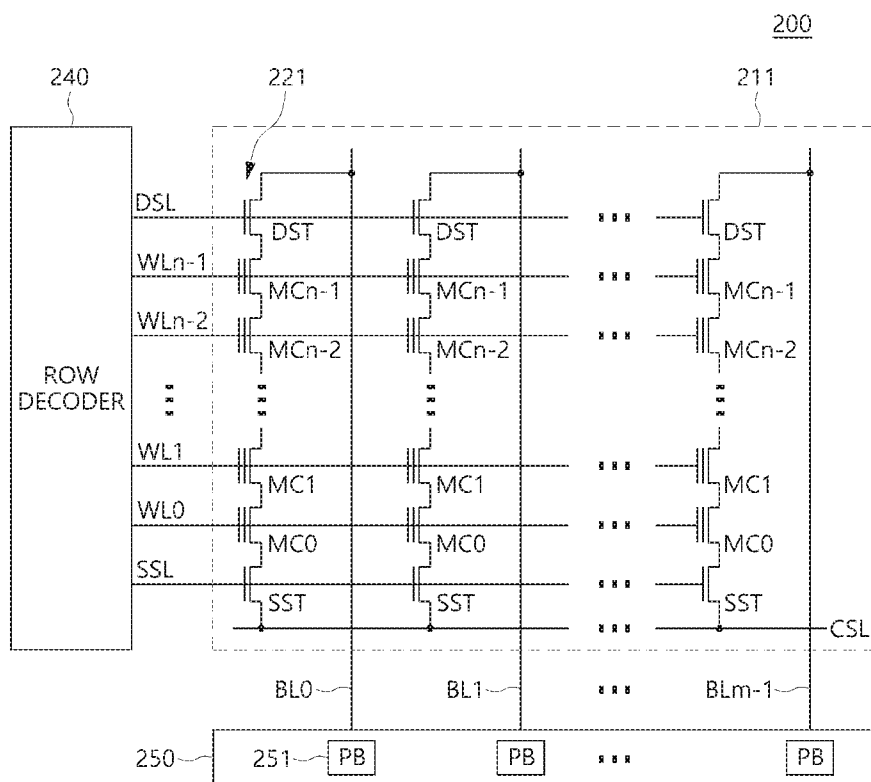 200
240
221
211
DSL
DST
DST
DST
WLn-1
MCn-1
MCn-1
MCn-1
WLn-2
MCn-2
MCn-2
MCn-2
ROW
DECODER
WL1
MC1
MC1
MC1
WL0
MC0
MC0
MC0
SSL
SST
SST
SST
CSL
BL0
BL1
BLm-1
250
251
PB
PB
PB